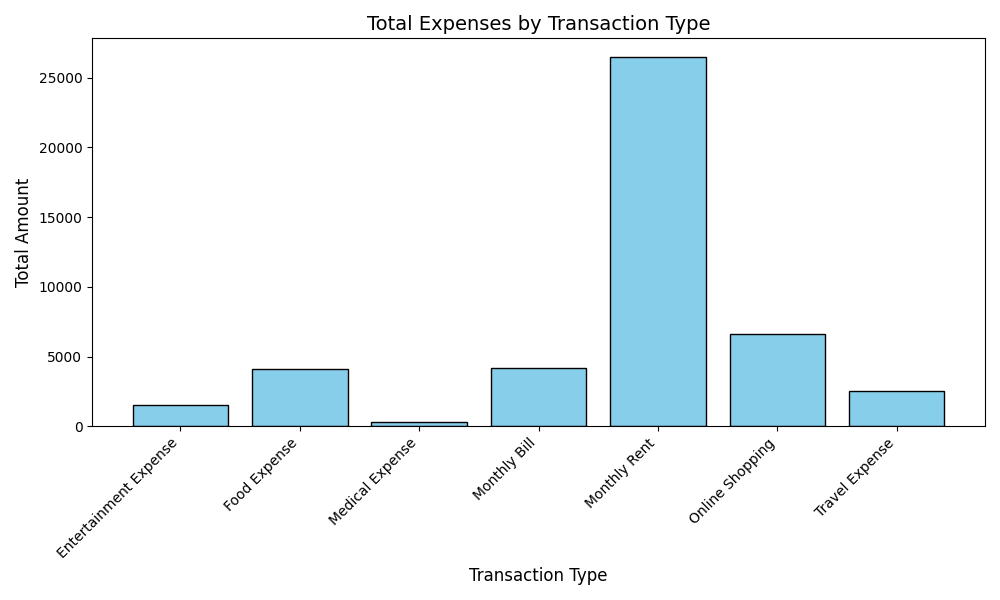 Total Expenses by Transaction Type
Total Amount
25000
20000
15000
10000
5000
0
Entertainment Expense
Food Expense
Medical Expense
Monthly Bill
Monthly Rent
Online Shopping
Travel Expense
Transaction Type